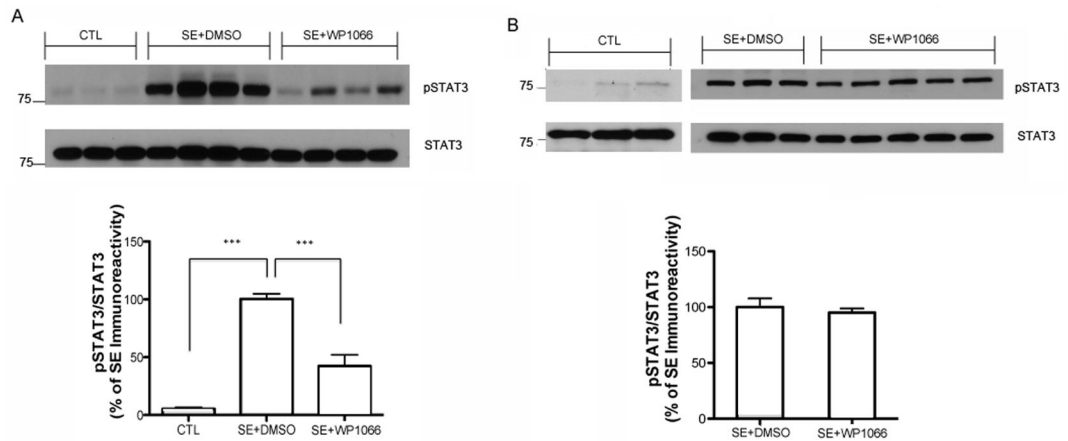 A
CTL SE+DMSO SE+WP1066
75 pSTAT3
75 STAT3
pSTAT3/STAT3
(% of SE Immunoreactivity)
150
***
***
100
50
0
CTL SE+DMSO SE+WP1066
B
CTL SE+DMSO SE+WP1066
75 pSTAT3
75 STAT3
pSTAT3/STAT3
(% of SE Immunoreactivity)
150
100
50
0
SE+DMSO SE+WP1066